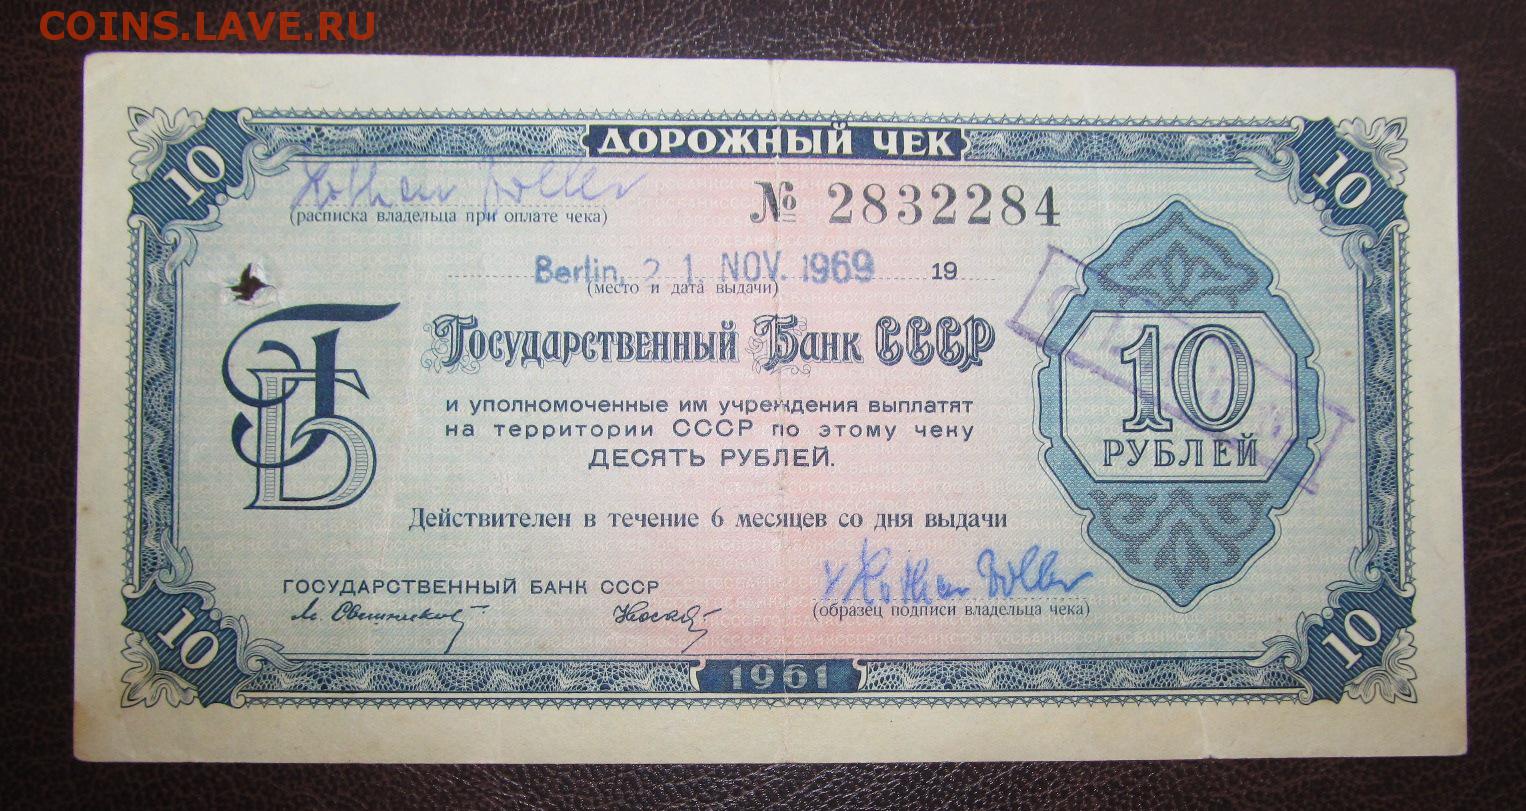 COINS.LAVE.RU
ДОРОЖНЫЙ ЧЕК
10
10
(расписка владельца при оплате чека)
№ 2832284
Berlin, 21. NOV. 1969 19
(место и дата выдачи)
ГБ
Государственный Банк СССР
и уполномоченные им учреждения выплатят
на территории СССР по этому чеку
ДЕСЯТЬ РУБЛЕЙ.
10
РУБЛЕЙ
Действителен в течение 6 месяцев со дня выдачи
ГОСУДАРСТВЕННЫЙ БАНК СССР
(образец подписи владельца чека)
10
1961
10